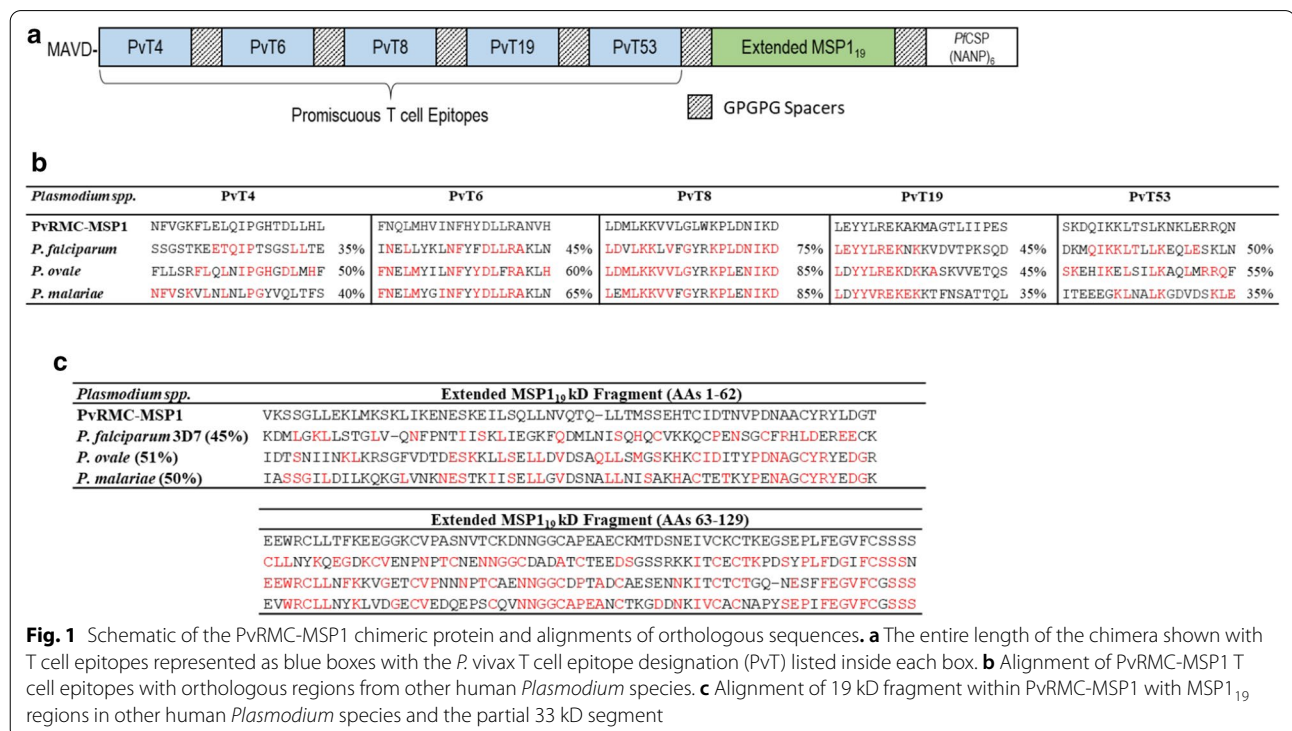 a
MAVD- PvT4 PvT6 PvT8 PvT19 PvT53 Extended MSP1₁₉ PfCSP (NANP)₆
Promiscuous T cell Epitopes
GPGPG Spacers
b
Plasmodium spp. PvT4 PvT6 PvT8 PvT19 PvT53
PvRMC-MSP1 NFVGKFLELQIPGHTDLLHL FNQLMHVINFHYDLLRANVH LDMLKKVVLGLWKPLDNIKD LEYYLREKAKMAGTLIIPES SKDQIKKLTSLKNKLERRQN
P. falciparum SSGSTKEETQIPTSGSLLTE 35% INELLYKLNFYFDLLRAKLN 45% LDVLKKLVFGYRKPLDNIKD 75% LEYYLREKNKKVDVTPKSQD 45% DKMQIKKLTLLKEQLESKLN 50%
P. ovale FLLSRFLQLNIPGHGDLMHF 50% FNELMYILNFYYDLFRAKLH 60% LDMLKKVVLGYRKPLENIKD 85% LDYYLREKDKKASKVVETQS 45% SKEHIKELSILKAQLMRRQF 55%
P. malariae NFVSKVLNLNLPGYVQLTFS 40% FNELMYGINFYYDLLRAKLN 65% LEMLKKVVFGYRKPLENIKD 85% LDYYVREKEKKTFNSATTQL 35% ITEEEGKLNALKGDVDSKLE 35%
c
Plasmodium spp. Extended MSP1₁₉ kD Fragment (AAs 1-62)
PvRMC-MSP1 VKSSGLLEKLMKSKLIKENESKEILSQLLNVQTQ-LLTMSSEHTCIDTNVPDNAACYRYLDGT
P. falciparum 3D7 (45%) KDMLGKLLSTGLV-QNFPNTIISKLIEGKFQDMLNISQHQCVKKQCPENSGCFRHLDEREECK
P. ovale (51%) IDTSNIINKLKRSGFVDTDESKKLLSELLDVDSAQLLSMGSKHKCIDITYPDNAGCYRYEDGR
P. malariae (50%) IASSGILDILKQKGLVNKNESTKIISELLGVDSNALLNISAKHACTETKYPENAGCYRYEDGK
Extended MSP1₁₉ kD Fragment (AAs 63-129)
EEWRCLLTFKEEGGKCVPASNVTCKDNNGGCAPEAECKMTDSNEIVCKCTKEGSEPLFEGVFCSSSS
CLLNYKQEGDKCVENPNPTCNENNGGCDADATCTEEDSGSSRKKITCECTKPDSYPLFDGIFCSSSN
EEWRCLLNFKKVGETCVPNNNPTCAENNGGCDPTADCAESENNKITCTCTGQ-NESFFEGVFCGSSS
EVWRCLLNYKLVDGECVEDQEPSCQVNNGGCAPEANCTKGDDNKIVCACNAPYSEPIFEGVFCGSSS
Fig. 1 Schematic of the PvRMC-MSP1 chimeric protein and alignments of orthologous sequences. a The entire length of the chimera shown with
T cell epitopes represented as blue boxes with the P. vivax T cell epitope designation (PvT) listed inside each box. b Alignment of PvRMC-MSP1 T
cell epitopes with orthologous regions from other human Plasmodium species. c Alignment of 19 kD fragment within PvRMC-MSP1 with MSP1₁₉
regions in other human Plasmodium species and the partial 33 kD segment